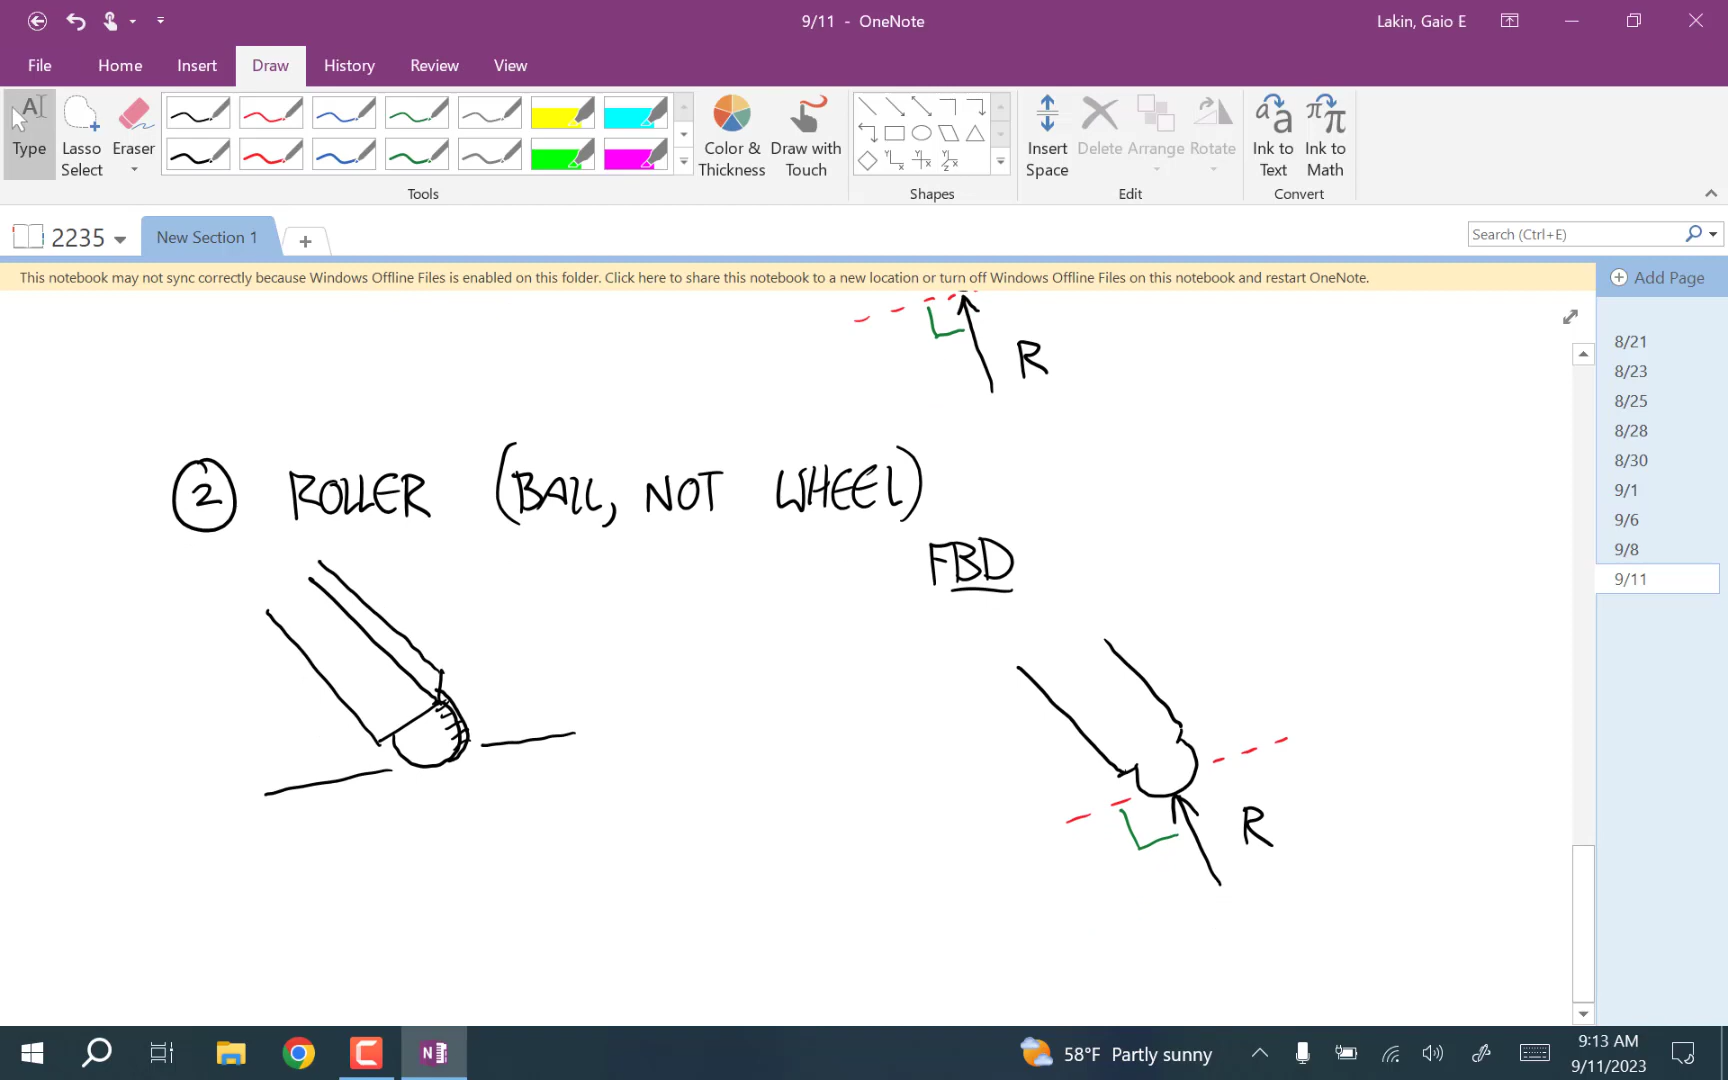 9/11 - OneNote
Lakin, Gaio E
File Home Insert Draw History Review View
Type
Lasso Select
Eraser
Color & Thickness
Draw with Touch
Insert Space
Delete
Arrange
Rotate
Ink to Text
Ink to Math
Tools
Shapes
Edit
Convert
2235
New Section 1
Search (Ctrl+E)
This notebook may not sync correctly because Windows Offline Files is enabled on this folder. Click here to share this notebook to a new location or turn off Windows Offline Files on this notebook and restart OneNote.
Add Page
8/21
8/23
8/25
8/28
8/30
9/1
9/6
9/8
9/11
R
2 ROLLER (BALL, NOT WHEEL)
FBD
R
58°F Partly sunny
9:13 AM
9/11/2023